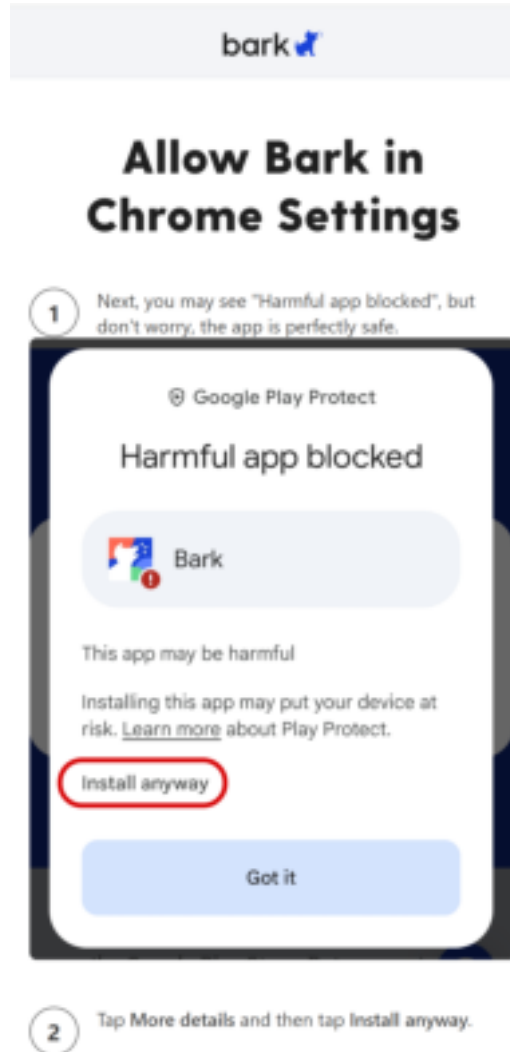 bark
Allow Bark in
Chrome Settings
1
Next, you may see "Harmful app blocked", but
don't worry, the app is perfectly safe.
Google Play Protect
Harmful app blocked
Bark
This app may be harmful
Installing this app may put your device at
risk. Learn more about Play Protect.
Install anyway
Got it
2
Tap More details and then tap Install anyway.